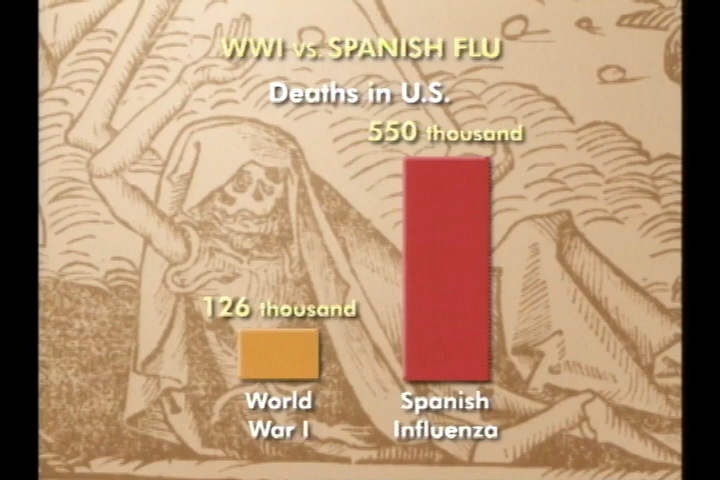 WWI vs. SPANISH FLU
Deaths in U.S.
550 thousand
126 thousand
World
War I
Spanish
Influenza